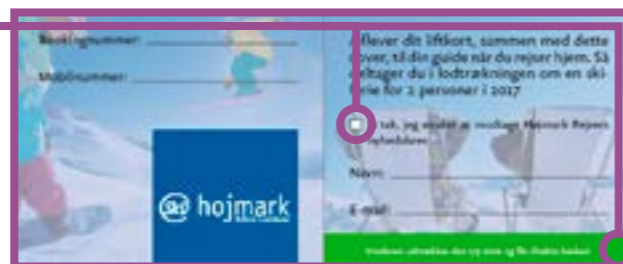 Bookingnummer:
Mobilnummer:
hojmark
Aflever dit liftkort, sammen med dette
cover, til din guide når du rejser hjem. Så
deltager du i lodtrækningen om en ski-
ferie for 2 personer i 2017
tak, jeg ønsker at modtage Højmark Rejsers
nyhedsbrev
Navn:
E-mail: